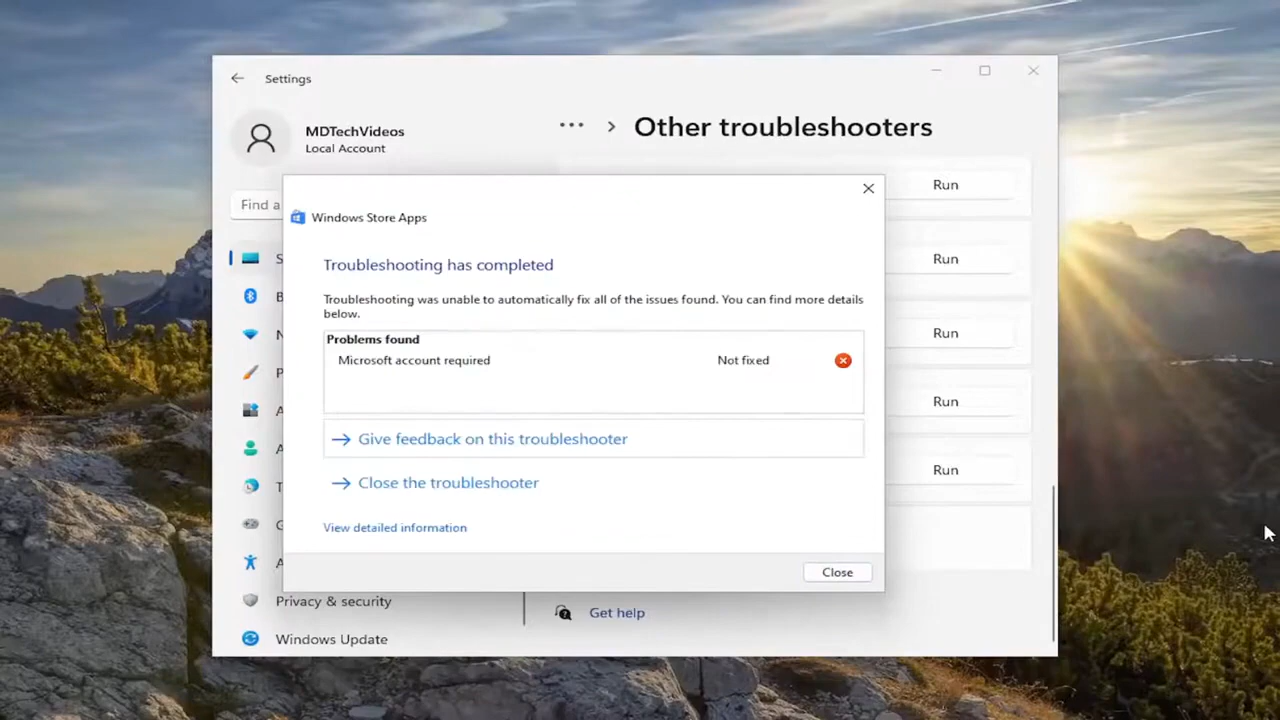 Settings
MDTechVideos
Local Account
Find a
Other troubleshooters
Run
Run
Run
Run
Run
Windows Store Apps
Troubleshooting has completed
Troubleshooting was unable to automatically fix all of the issues found. You can find more details
below.
Problems found
Microsoft account required Not fixed
Give feedback on this troubleshooter
Close the troubleshooter
View detailed information
Close
S
B
N
P
A
A
T
G
A
Privacy & security
Windows Update
Get help